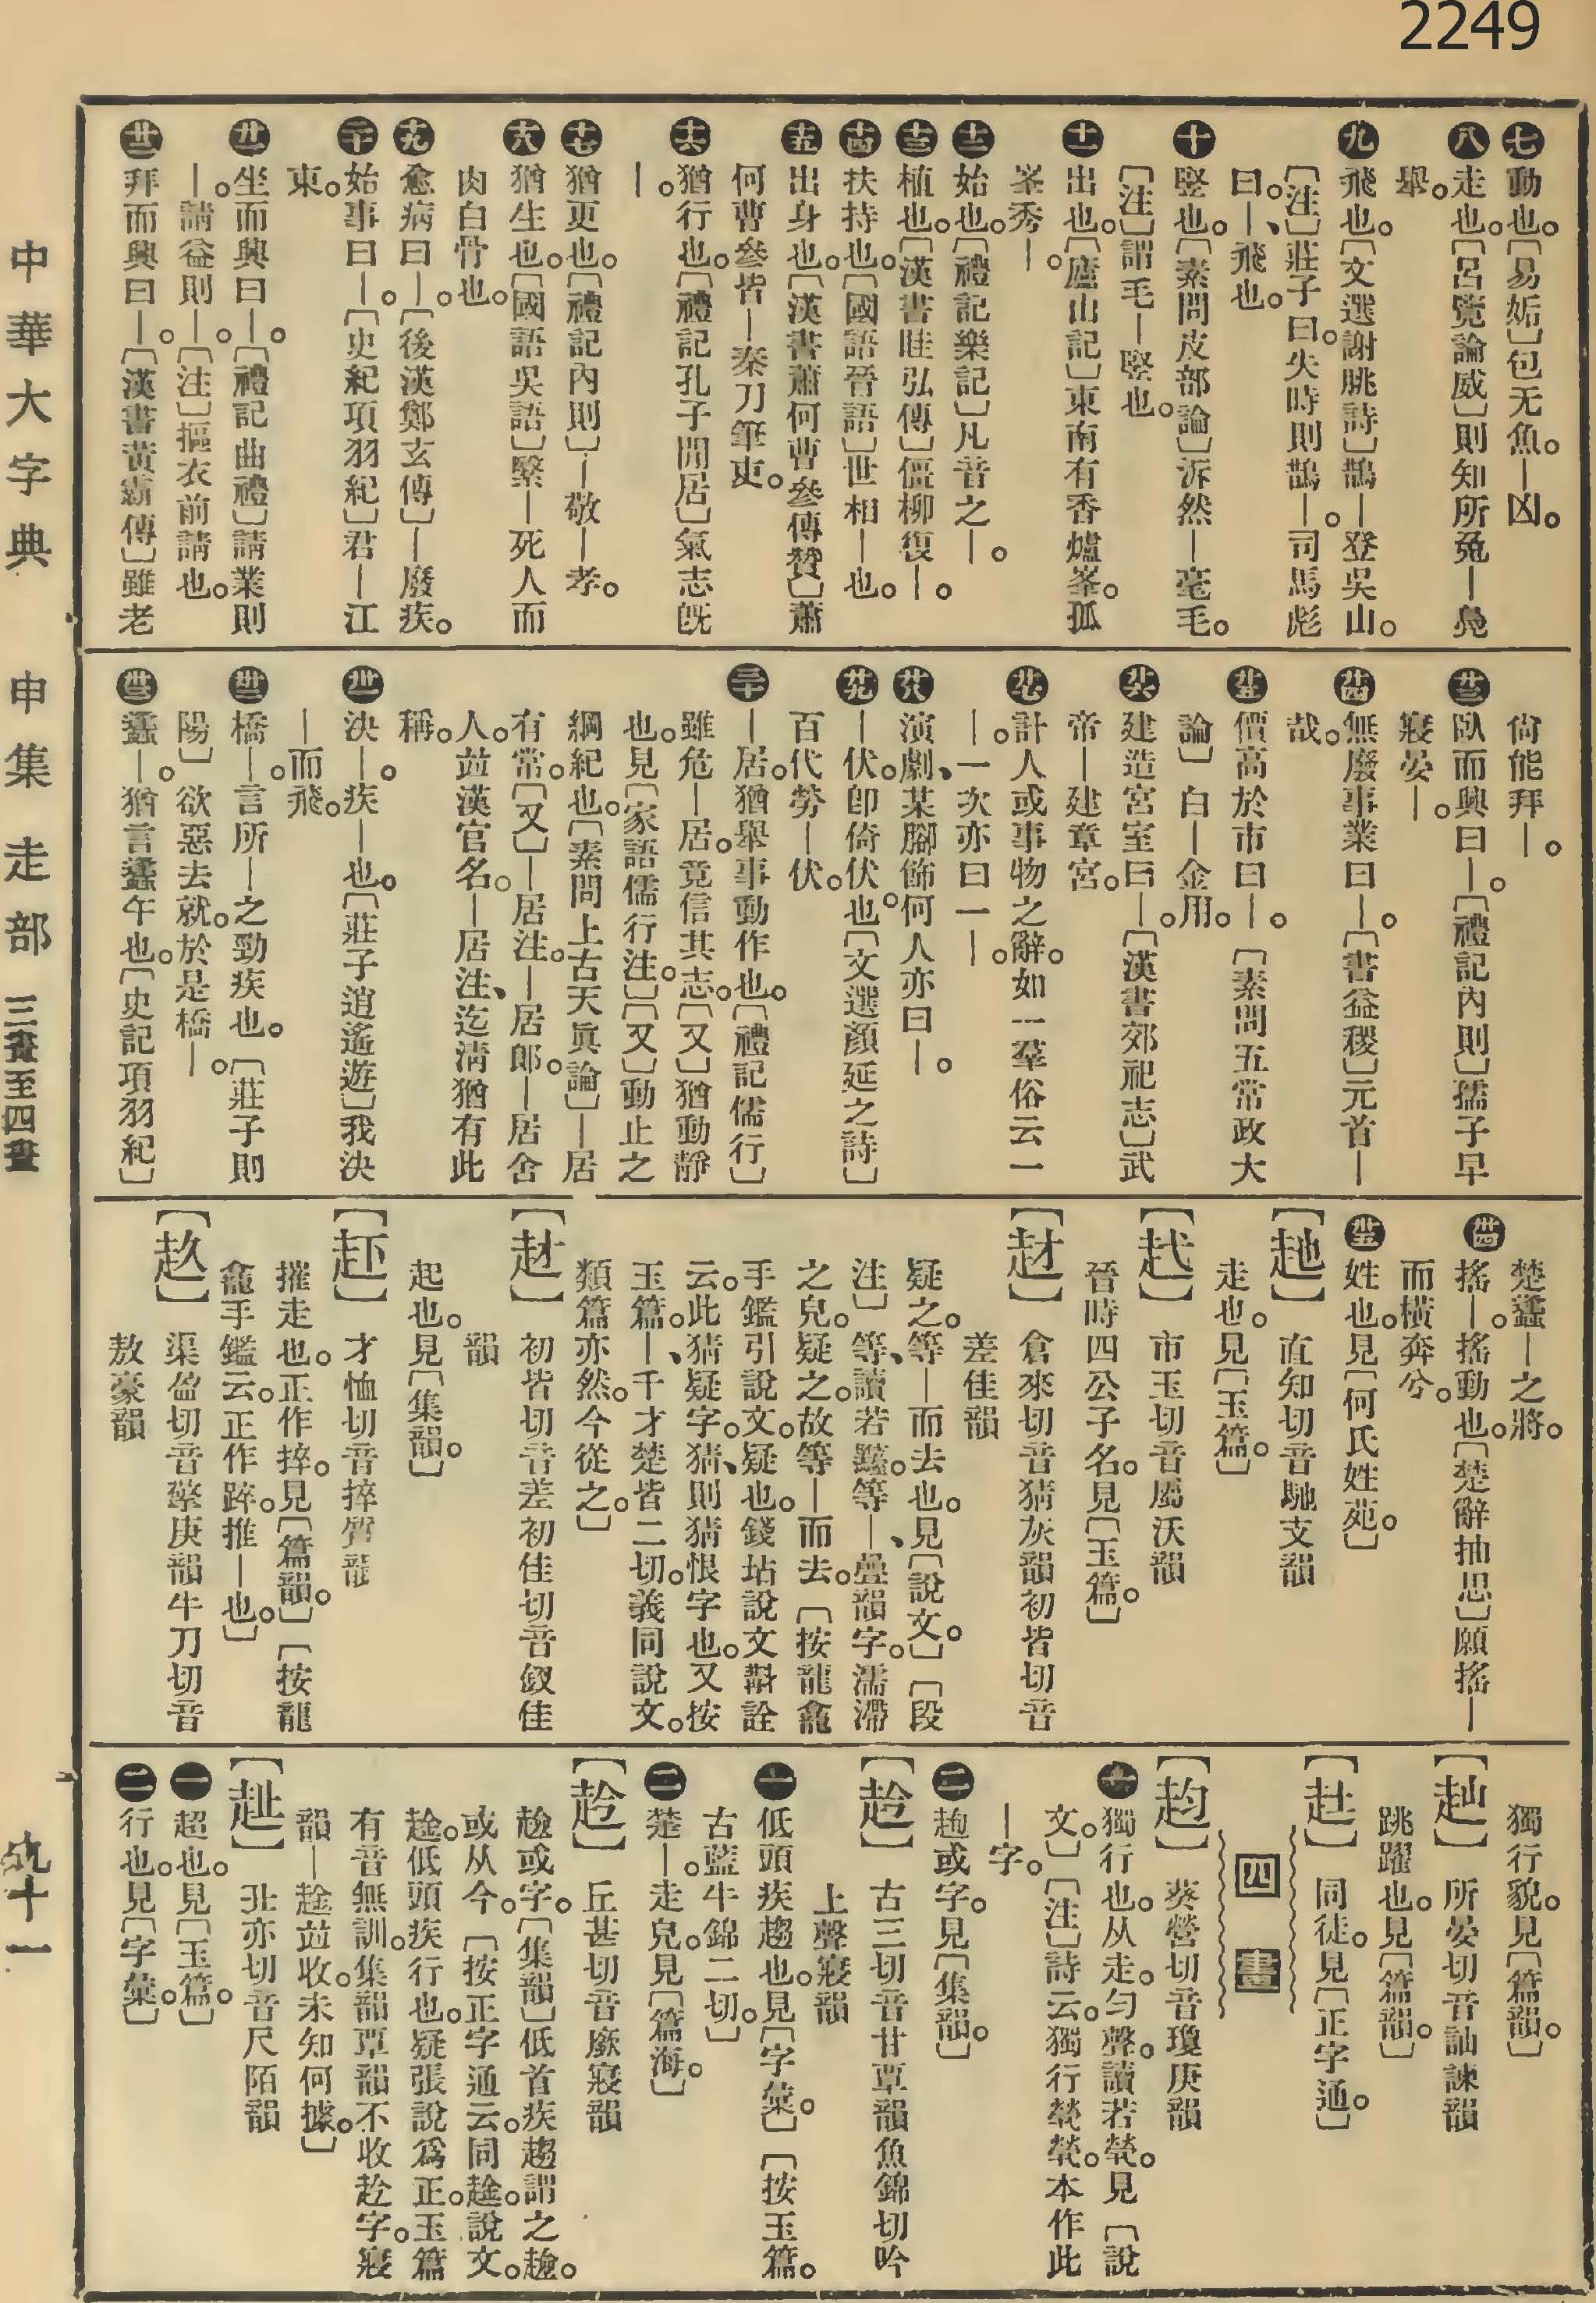 2249
七動也。〔易姤〕包无魚。｜凶。
八走也。〔呂覽論威〕則知所兔｜鳧
舉。
九飛也。〔文選謝朓詩〕鵲｜登吳山。
〔注〕莊子曰。失時則鵲｜。司馬彪
曰。｜、飛也。
十堅也。〔素問皮部論〕泝然｜毫毛。
〔注〕謂毛｜堅也。
十一出也。〔廬山記〕東南有香爐峯。孤
峯秀｜。
十二始也。〔禮記樂記〕凡音之｜。
十三植也。〔漢書眭弘傳〕僵柳復｜。
十四扶持也。〔國語晉語〕世相｜也。
十五出身也。〔漢書蕭何曹參傳贊〕蕭
何曹參皆｜秦刀筆吏。
十六猶行也。〔禮記孔子閒居〕氣志旣
｜。
十七猶更也。〔禮記內則〕｜敬｜孝。
十八猶生也。〔國語吳語〕緊｜死人而
肉白骨也。
十九愈病曰｜。〔後漢鄭玄傳〕｜廢疾。
二十始事曰｜。〔史紀項羽紀〕君｜江
東。
廿一坐而興曰｜。〔禮記曲禮〕請業則
｜。請益則｜。〔注〕摳衣前請也。
廿二拜而興曰｜。〔漢書黃霸傳〕雖老
尙能拜｜。
廿三臥而興曰｜。〔禮記內則〕孺子早
寢晏｜。
廿四無廢事業曰｜。〔書益稷〕元首｜
哉。
廿五價高於市曰｜。〔素問五常政大
論〕白｜金用。
廿六建造宮室曰｜。〔漢書郊祀志〕武
帝｜建章宮。
廿七計人或事物之辭。如一羣俗云一
｜。一次亦曰一｜。
廿八演劇、某腳飾何人亦曰｜。
廿九｜伏。卽倚伏也。〔文選顏延之詩〕
百代勞｜伏。
三十｜居。猶舉事動作也。〔禮記儒行〕
雖危｜居。竟信其志。〔又〕猶動靜
也。見〔家語儒行注。〕〔又〕動止之
綱紀也。〔素問上古天眞論〕｜居
有常。〔又〕｜居注。｜居郎。｜居舍
人。並漢官名。｜居注、迄淸猶有此
稱。
卅一決｜。疾｜也。〔莊子逍遙遊〕我決
｜而飛。
卅二橋｜。言所｜之勁疾也。〔莊子則
陽〕欲惡去就。於是橋｜。
卅三蠭｜。猶言蠭午也。〔史記項羽紀〕
楚蠭｜之將。
卅四搖｜。搖動也。〔楚辭抽思〕願搖｜
而橫奔兮。
卅五姓也。見〔何氏姓苑。〕
〔𧺠〕直知切音馳支韻
走也。見〔玉篇。〕
市玉切音屬沃韻
晉時四公子名。見〔玉篇。〕
〔䞗〕倉來切音猜灰韻初皆切音
差佳韻
疑之。等｜而去也。見〔說文。〕〔段
注〕等、讀若䵻。等｜、疊韻字。濡滯
之皃。疑之。故等｜而去。〔按龍龕
手鑑引說文。疑也。錢坫說文斠詮
云。此猜疑字。猜、則猜恨字也。又按
玉篇。｜、千才楚皆二切。義同說文。
類篇亦然。今從之。〕
初皆切音差初佳切音釵佳
韻
起也。見〔集韻。〕
才恤切音捽質韻
摧走也。正作捽。見〔篇韻。〕〔按龍
龕手鑑云。正作踤。推｜也。〕
渠盈切音擎庚韻牛刀切音
敖豪韻
獨行貌。見〔篇韻。〕
〔赸〕所晏切音訕諫韻
跳躍也。見〔篇韻。〕
同徒。見〔正字通。〕
四畫
〔赹〕葵營切音瓊庚韻
一獨行也。从走。匀聲。讀若煢。見〔說
文。〕〔注〕詩云。獨行煢煢。本作此
｜字。
二䞭或字。見〔集韻。〕
〔赺〕古三切音甘覃韻魚錦切吟
上聲寢韻
一低頭疾趨也。見〔字彙。〕〔按玉篇。
古藍牛錦二切。〕
二楚｜。走皃。見〔篇海。〕
〔赺〕丘甚切音廞寢韻
䞴或字。〔集韻〕低首疾趨謂之䞴。
或从今。〔按正字通云。同趛。說文。
趛。低頭疾行也。疑張說爲正。玉篇
有音無訓。集韻覃韻不收赺字。寢
韻｜趛並收。未知何據。〕
〔䞠〕丑亦切音尺陌韻
一超也。見〔玉篇。〕
二行也。見〔字彙。〕
中華大字典 申集 走部 三畫至四畫 九十一